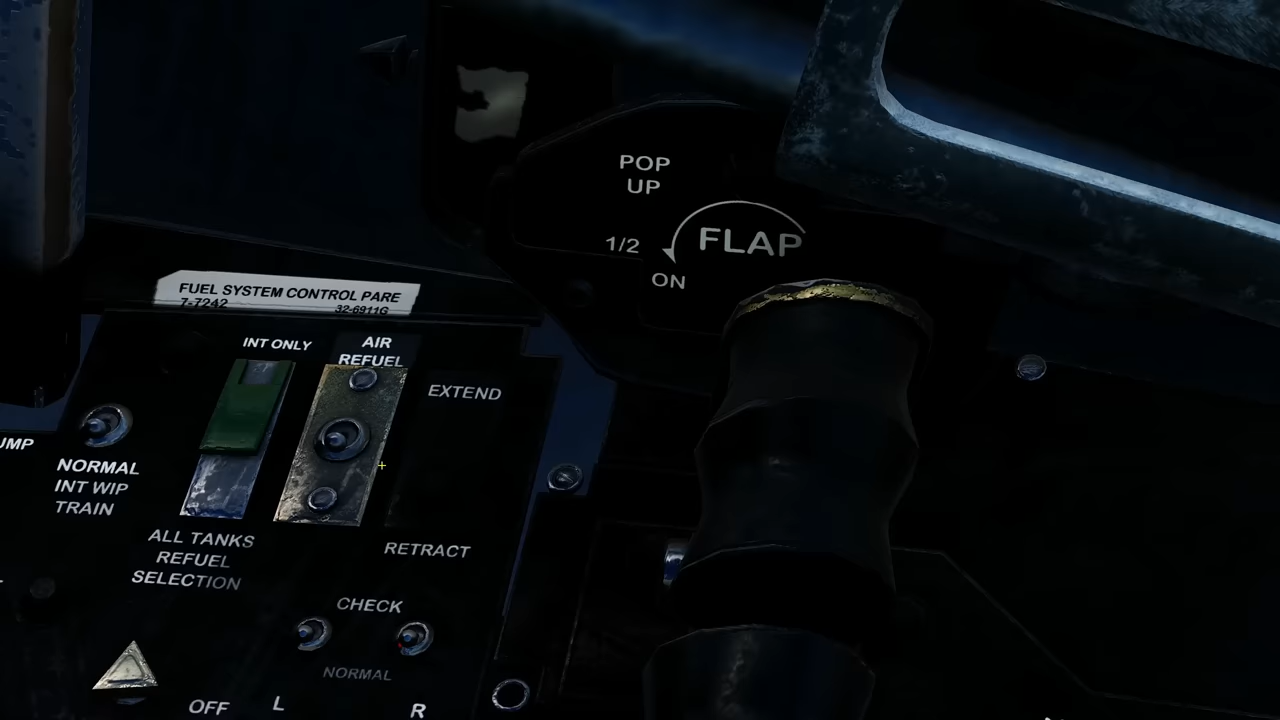 POP
UP
1/2
FLAP
ON
FUEL SYSTEM CONTROL PARE
7-7242
32-6911G
INT ONLY
AIR
REFUEL
EXTEND
UMP
NORMAL
INT WIP
TRAIN
ALL TANKS
REFUEL
SELECTION
RETRACT
CHECK
NORMAL
OFF
L
R